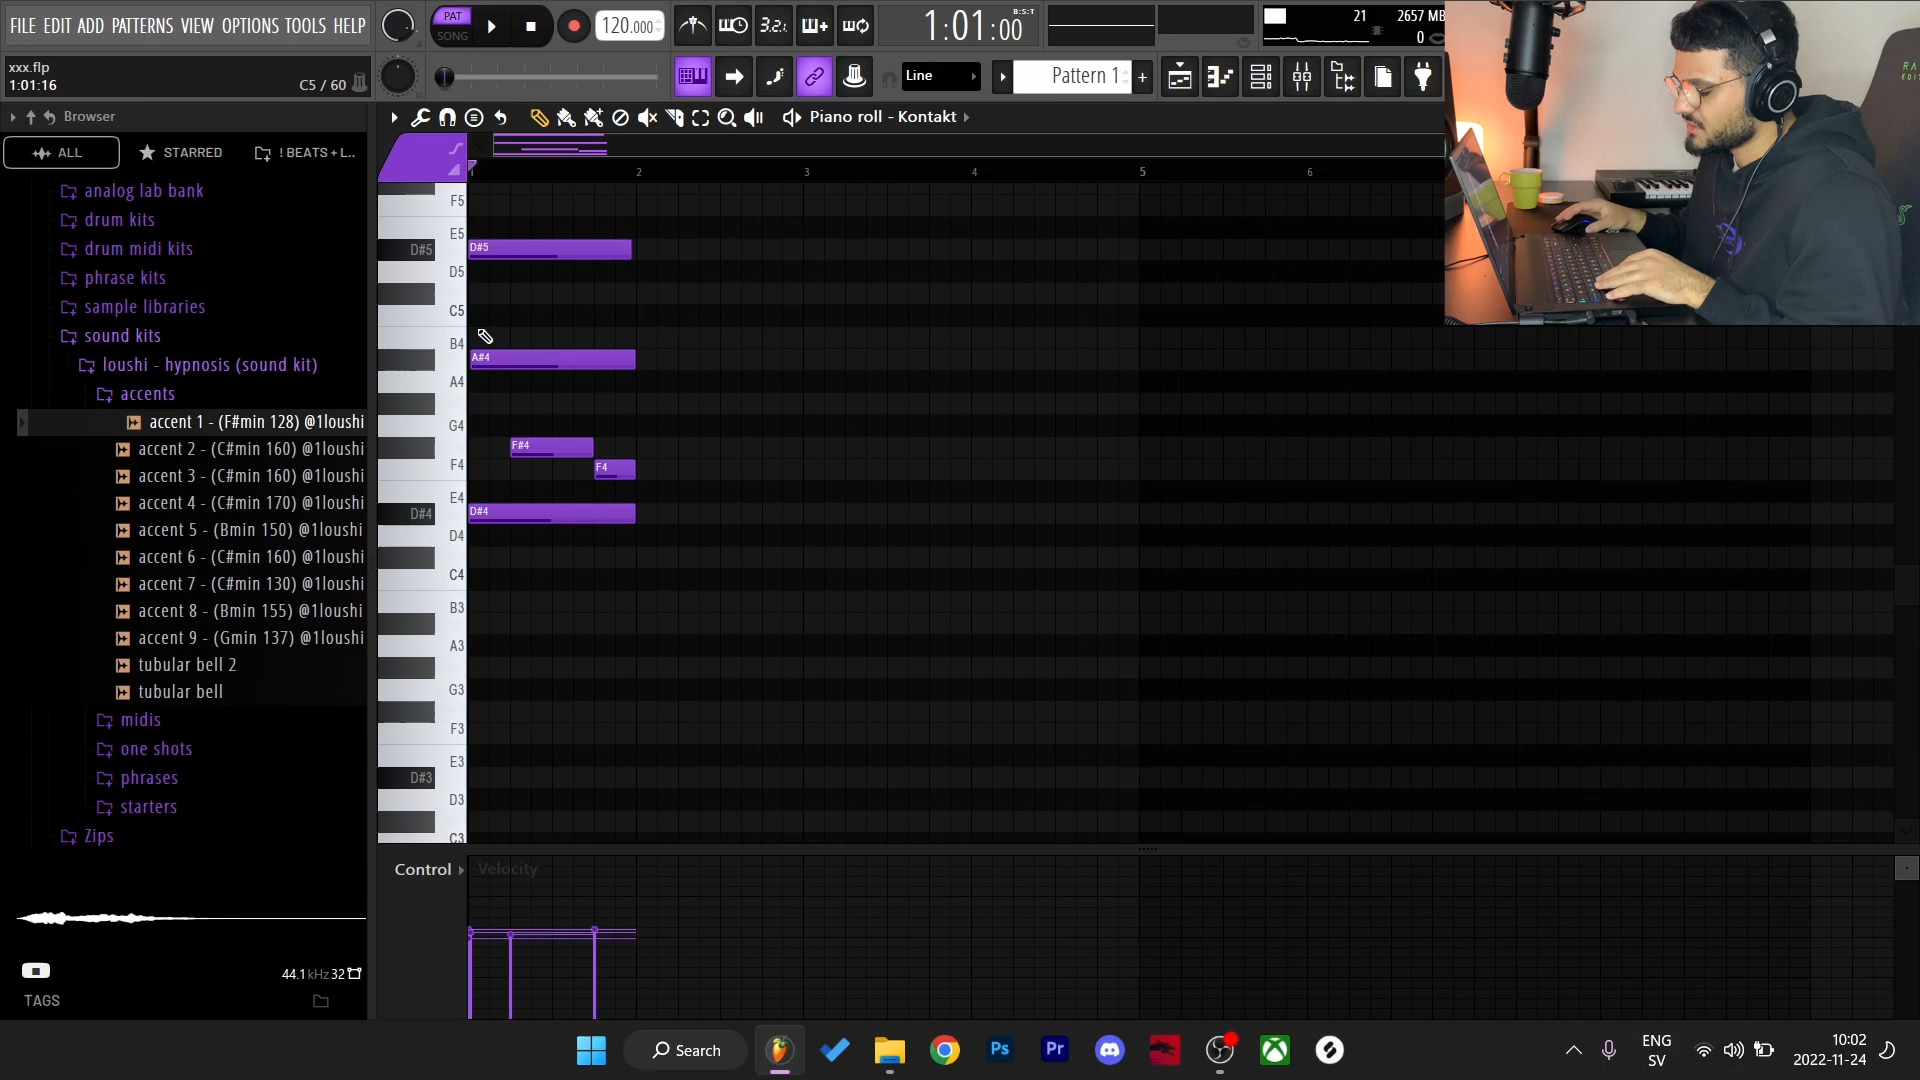 FILE EDIT ADD PATTERNS VIEW OPTIONS TOOLS HELP
PAT
SONG
120.000
3.2.1
1:01:00
B:S:T
21
2657 MB
0
xxx.flp
1:01:16
C5 / 60
Line
Pattern 1
+
Browser
Piano roll - Kontakt
ALL
STARRED
! BEATS + L...
analog lab bank
drum kits
drum midi kits
phrase kits
sample libraries
sound kits
loushi - hypnosis (sound kit)
accents
accent 1 - (F#min 128) @1loushi
accent 2 - (C#min 160) @1loushi
accent 3 - (C#min 160) @1loushi
accent 4 - (C#min 170) @1loushi
accent 5 - (Bmin 150) @1loushi
accent 6 - (C#min 160) @1loushi
accent 7 - (C#min 130) @1loushi
accent 8 - (Bmin 155) @1loushi
accent 9 - (Gmin 137) @1loushi
tubular bell 2
tubular bell
midis
one shots
phrases
starters
Zips
44.1kHz 32
TAGS
2
3
4
5
6
F5
E5
D#5
D#5
D5
C5
B4
A#4
A4
G4
F#4
F4
F4
E4
D#4
D#4
D4
C4
B3
A3
G3
F3
E3
D#3
D3
C3
Control
Velocity
Search
Ps
Pr
ENG
SV
10:02
2022-11-24